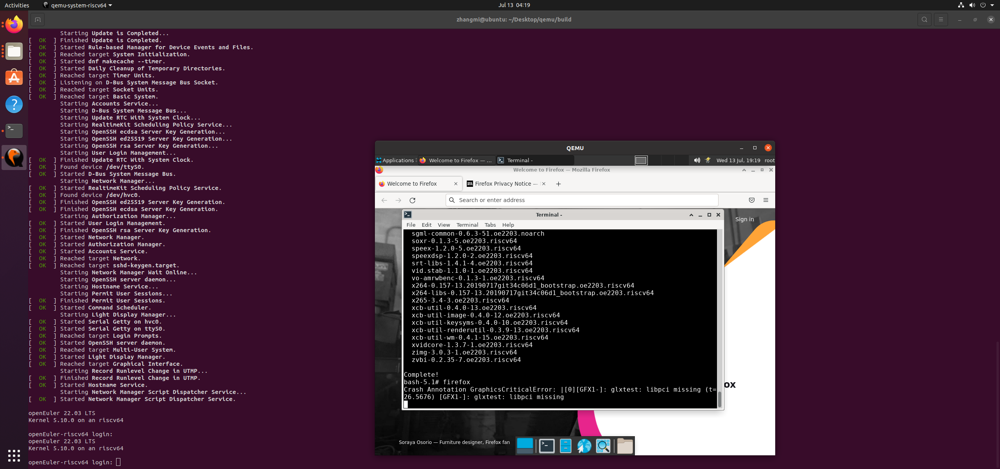 Activities
qemu-system-riscv64
Jul 13 04:19
zhangmi@ubuntu: ~/Desktop/qemu/build
Starting Update is Completed...
[ OK ] Finished Update is Completed.
[ OK ] Started Rule-based Manager for Device Events and Files.
[ OK ] Reached target System Initialization.
[ OK ] Started dnf makecache --timer.
[ OK ] Started Daily Cleanup of Temporary Directories.
[ OK ] Reached target Timer Units.
[ OK ] Listening on D-Bus System Message Bus Socket.
[ OK ] Reached target Socket Units.
[ OK ] Reached target Basic System.
Starting Accounts Service...
Starting D-Bus System Message Bus...
Starting Update RTC With System Clock...
Starting RealtimeKit Scheduling Policy Service...
Starting OpenSSH ecdsa Server Key Generation...
Starting OpenSSH ed25519 Server Key Generation...
Starting OpenSSH rsa Server Key Generation...
Starting User Login Management...
[ OK ] Finished Update RTC With System Clock.
[ OK ] Found device /dev/ttyS0.
[ OK ] Started D-Bus System Message Bus.
Starting Network Manager...
[ OK ] Started RealtimeKit Scheduling Policy Service.
[ OK ] Found device /dev/hvc0.
[ OK ] Finished OpenSSH ed25519 Server Key Generation.
[ OK ] Finished OpenSSH ecdsa Server Key Generation.
Starting Authorization Manager...
[ OK ] Started User Login Management.
[ OK ] Finished OpenSSH rsa Server Key Generation.
[ OK ] Started Network Manager.
[ OK ] Started Authorization Manager.
[ OK ] Started Accounts Service.
[ OK ] Reached target Network.
[ OK ] Reached target sshd-keygen.target.
Starting Network Manager Wait Online...
Starting OpenSSH server daemon...
Starting Hostname Service...
Starting Permit User Sessions...
[ OK ] Finished Permit User Sessions.
[ OK ] Started Command Scheduler.
Starting Light Display Manager...
[ OK ] Started Serial Getty on hvc0.
[ OK ] Started Serial Getty on ttyS0.
[ OK ] Reached target Login Prompts.
[ OK ] Started OpenSSH server daemon.
[ OK ] Reached target Multi-User System.
[ OK ] Started Light Display Manager.
[ OK ] Reached target Graphical Interface.
Starting Record Runlevel Change in UTMP...
[ OK ] Finished Record Runlevel Change in UTMP.
[ OK ] Started Hostname Service.
Starting Network Manager Script Dispatcher Service...
[ OK ] Started Network Manager Script Dispatcher Service.
openEuler 22.03 LTS
Kernel 5.10.0 on an riscv64
openEuler-riscv64 login:
openEuler 22.03 LTS
Kernel 5.10.0 on an riscv64
openEuler-riscv64 login:
QEMU
Applications
Welcome to Firefox — ...
Terminal -
Wed 13 Jul, 19:19
root
Welcome to Firefox — Mozilla Firefox
Welcome to Firefox
Firefox Privacy Notice —
Search or enter address
Sign in
Terminal -
File Edit View Terminal Tabs Help
sgml-common-0.6.3-51.oe2203.noarch
soxr-0.1.3-5.oe2203.riscv64
speex-1.2.0-5.oe2203.riscv64
speexdsp-1.2.0-2.oe2203.riscv64
srt-libs-1.4.1-4.oe2203.riscv64
vid.stab-1.1.0-1.oe2203.riscv64
vo-amrwbenc-0.1.3-1.oe2203.riscv64
x264-0.157-13.20190717git34c06d1_bootstrap.oe2203.riscv64
x264-libs-0.157-13.20190717git34c06d1_bootstrap.oe2203.riscv64
x265-3.4-3.oe2203.riscv64
xcb-util-0.4.0-13.oe2203.riscv64
xcb-util-image-0.4.0-12.oe2203.riscv64
xcb-util-keysyms-0.4.0-10.oe2203.riscv64
xcb-util-renderutil-0.3.9-13.oe2203.riscv64
xcb-util-wm-0.4.1-15.oe2203.riscv64
xvidcore-1.3.7-1.oe2203.riscv64
zimg-3.0.3-1.oe2203.riscv64
zvbi-0.2.35-7.oe2203.riscv64
Complete!
bash-5.1# firefox
Crash Annotation GraphicsCriticalError: |[0][GFX1-]: glxtest: libpci missing (t=
26.5676) [GFX1-]: glxtest: libpci missing
ox
Soraya Osorio — Furniture designer, Firefox fan